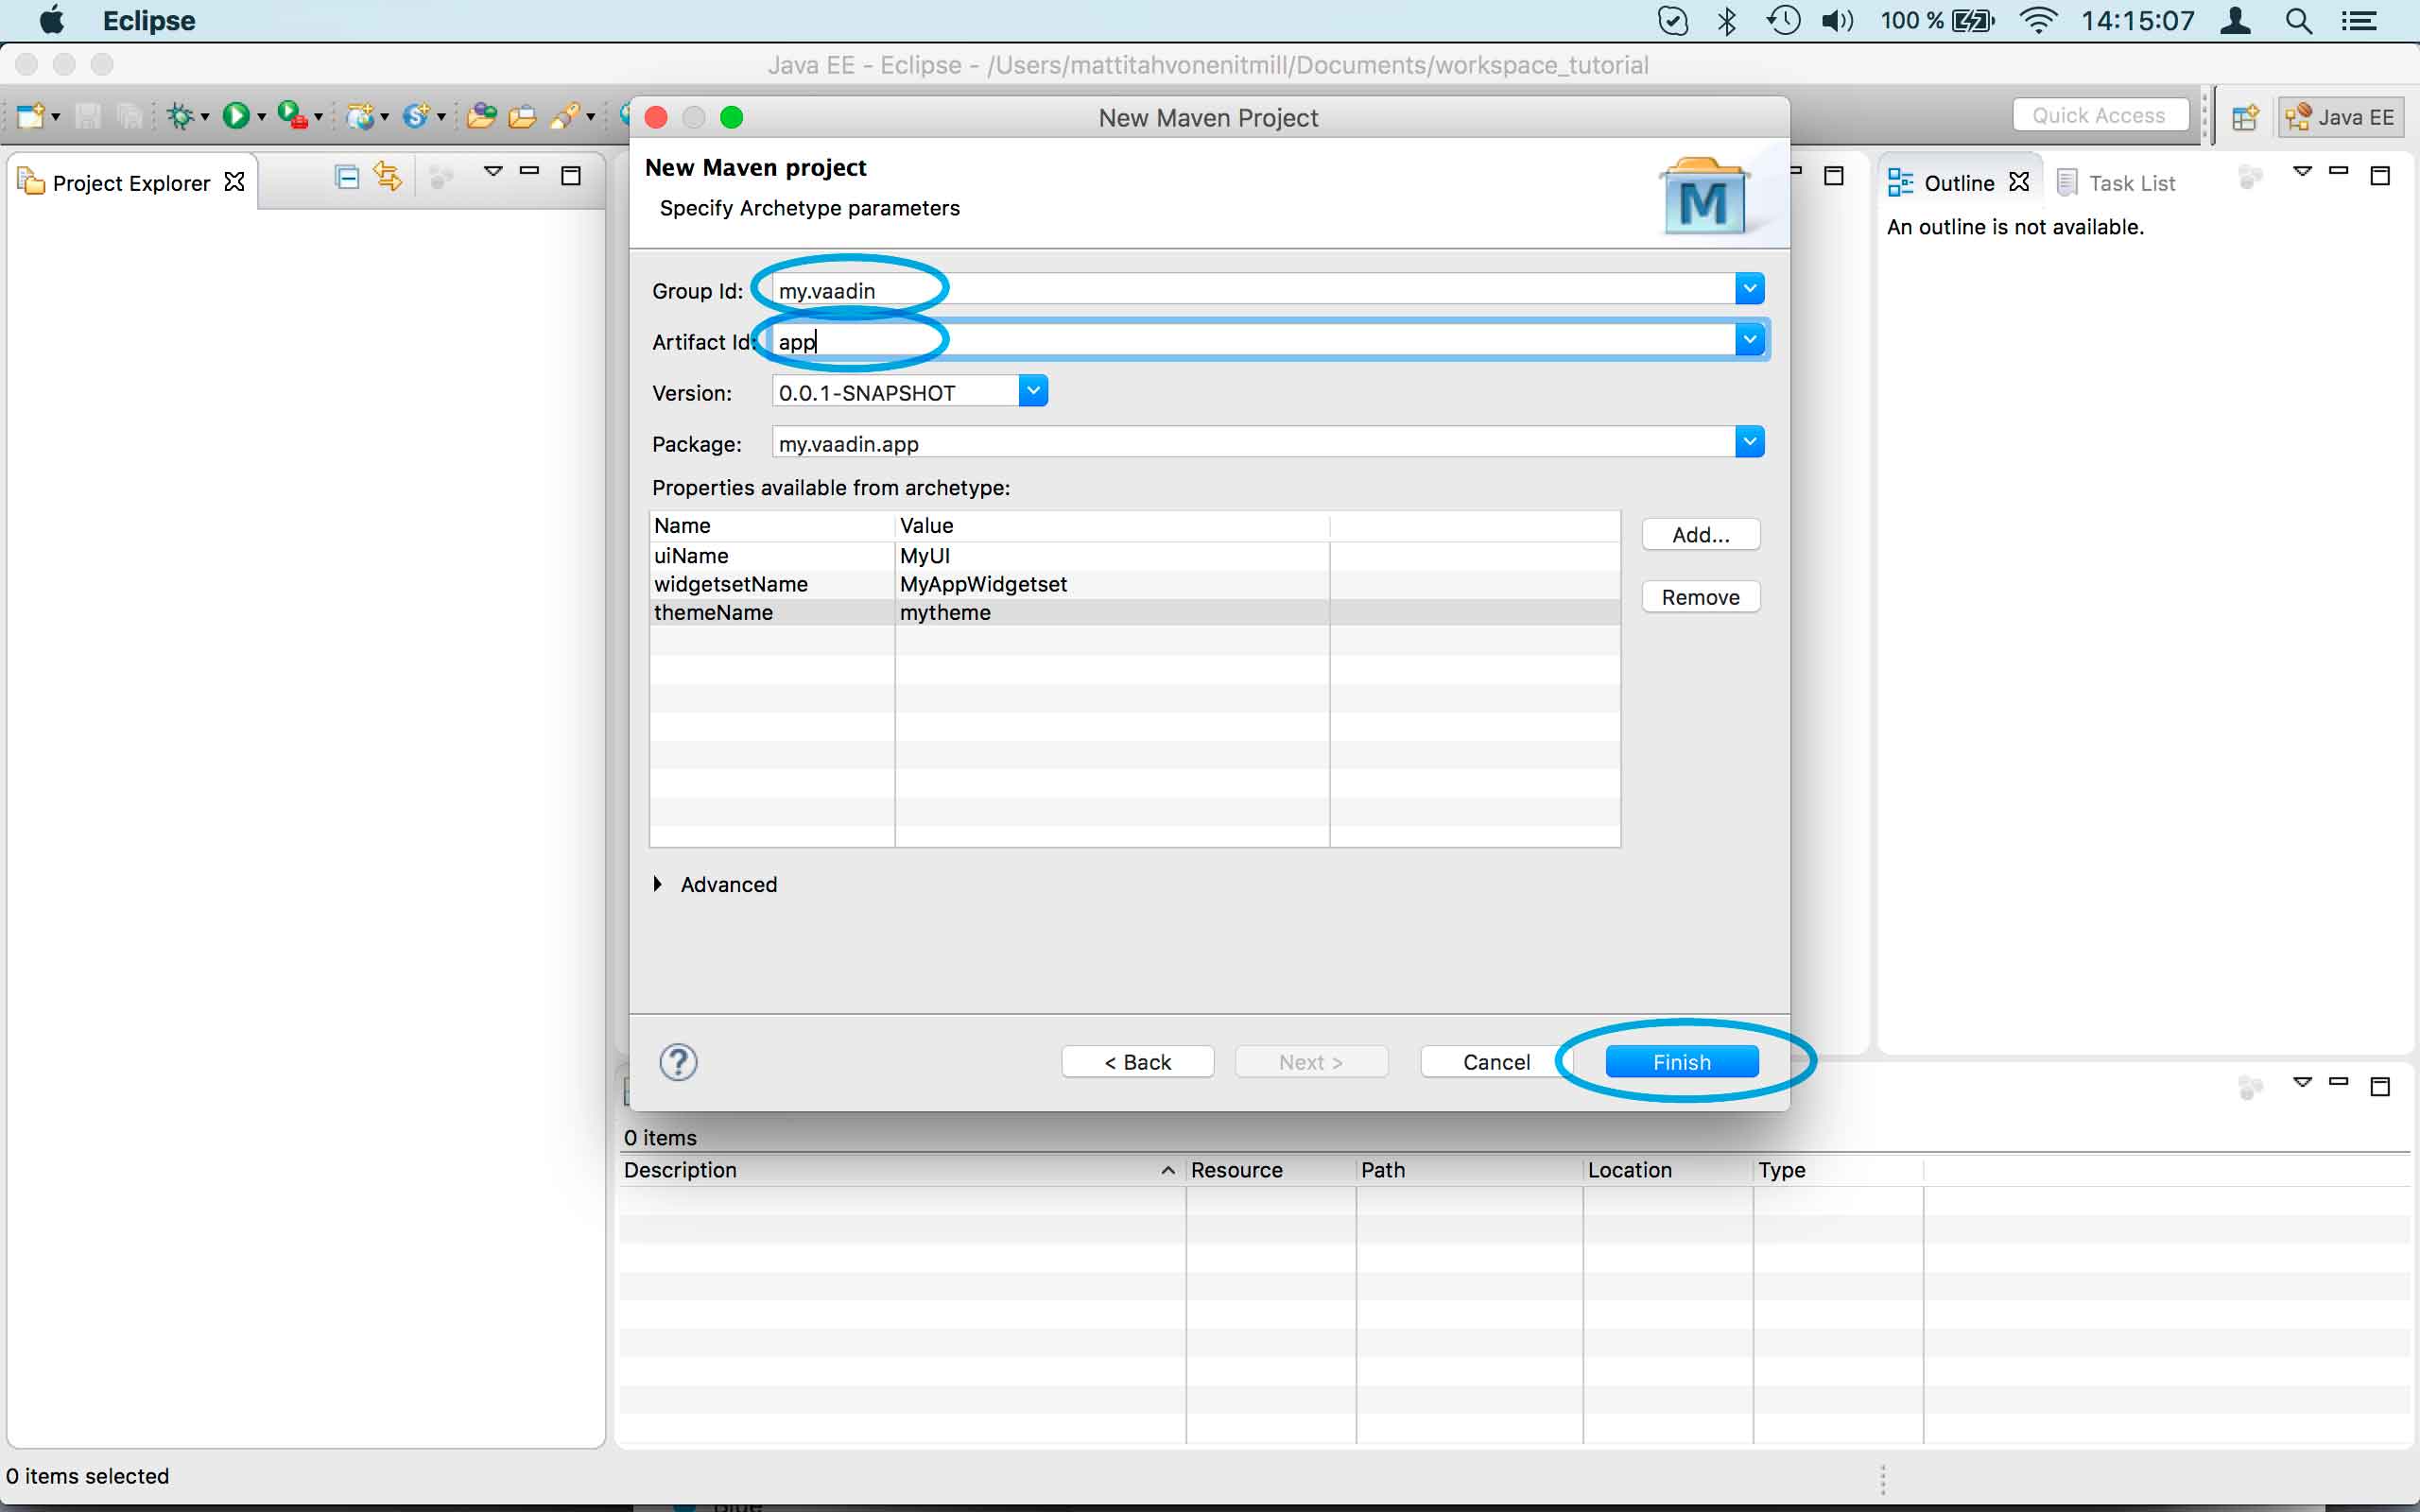 Eclipse 100 % 14:15:07
Java EE - Eclipse - /Users/mattitahvonenitmill/Documents/workspace_tutorial
Quick Access
Java EE
Project Explorer
New Maven Project
New Maven project
Specify Archetype parameters
M
Group Id: my.vaadin
Artifact Id: app
Version: 0.0.1-SNAPSHOT
Package: my.vaadin.app
Properties available from archetype:
Name Value
uiName MyUI
widgetsetName MyAppWidgetset
themeName mytheme
Add...
Remove
Advanced
?
< Back Next > Cancel Finish
Outline Task List
An outline is not available.
0 items
Description Resource Path Location Type
0 items selected